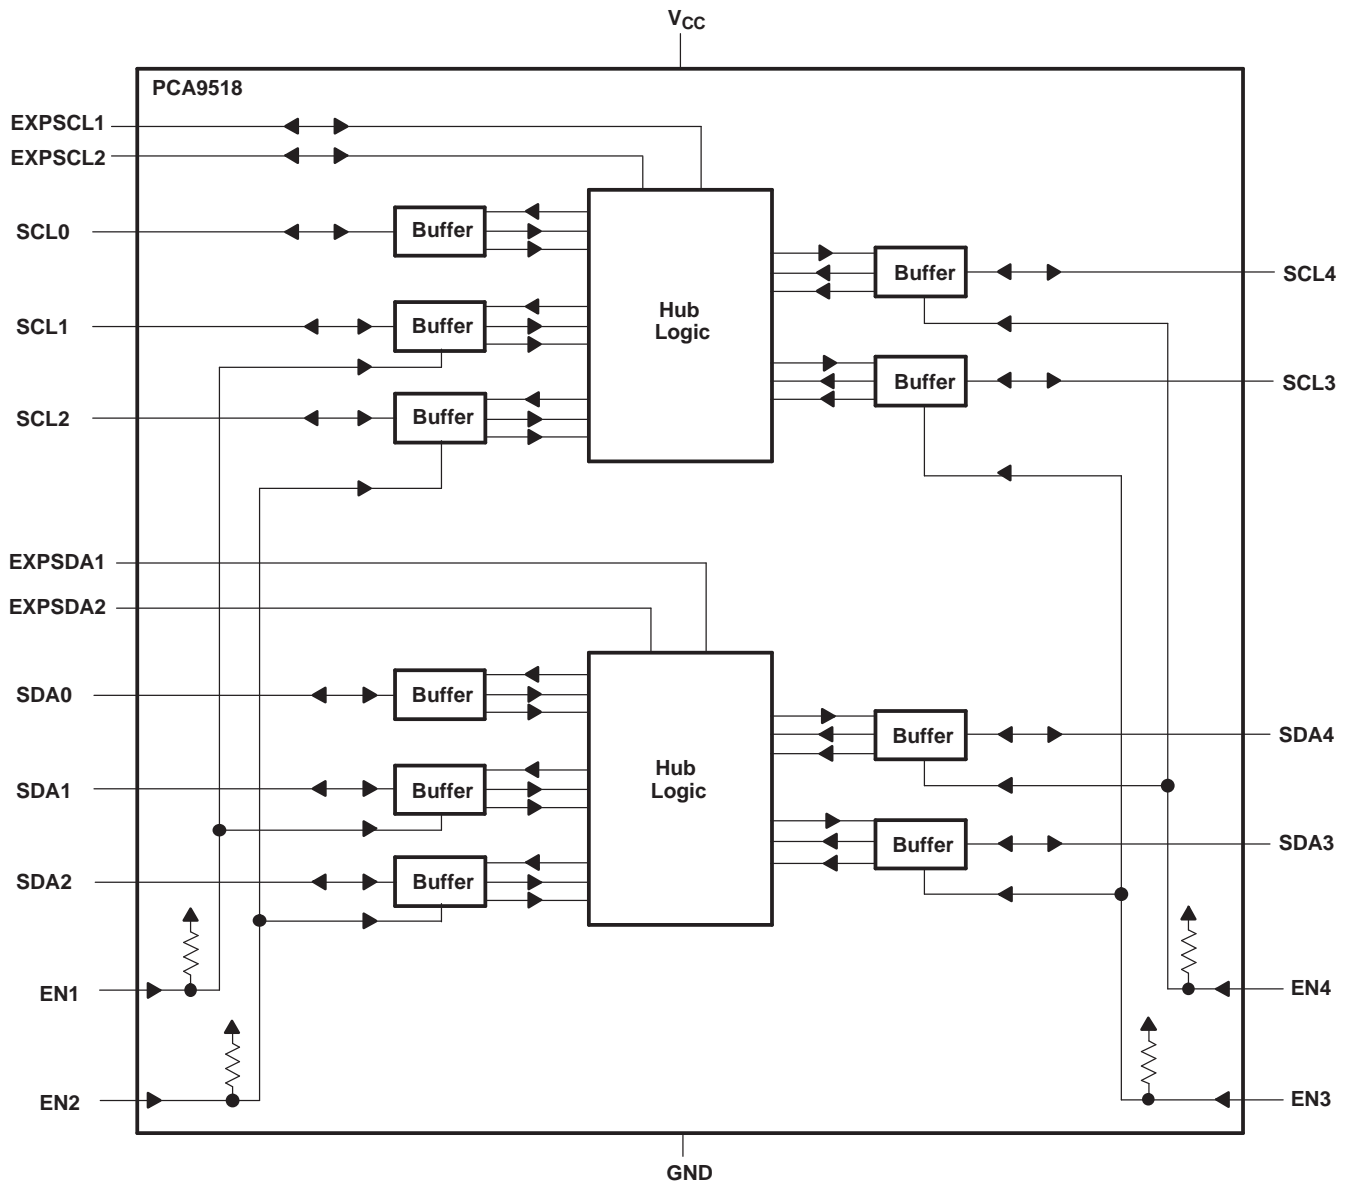 VCC
PCA9518
EXPSCL1
EXPSCL2
SCL0
Buffer
SCL1
Buffer
SCL2
Buffer
Hub
Logic
Buffer
SCL4
Buffer
SCL3
EXPSDA1
EXPSDA2
SDA0
Buffer
SDA1
Buffer
SDA2
Buffer
Hub
Logic
Buffer
SDA4
Buffer
SDA3
EN1
EN2
EN4
EN3
GND